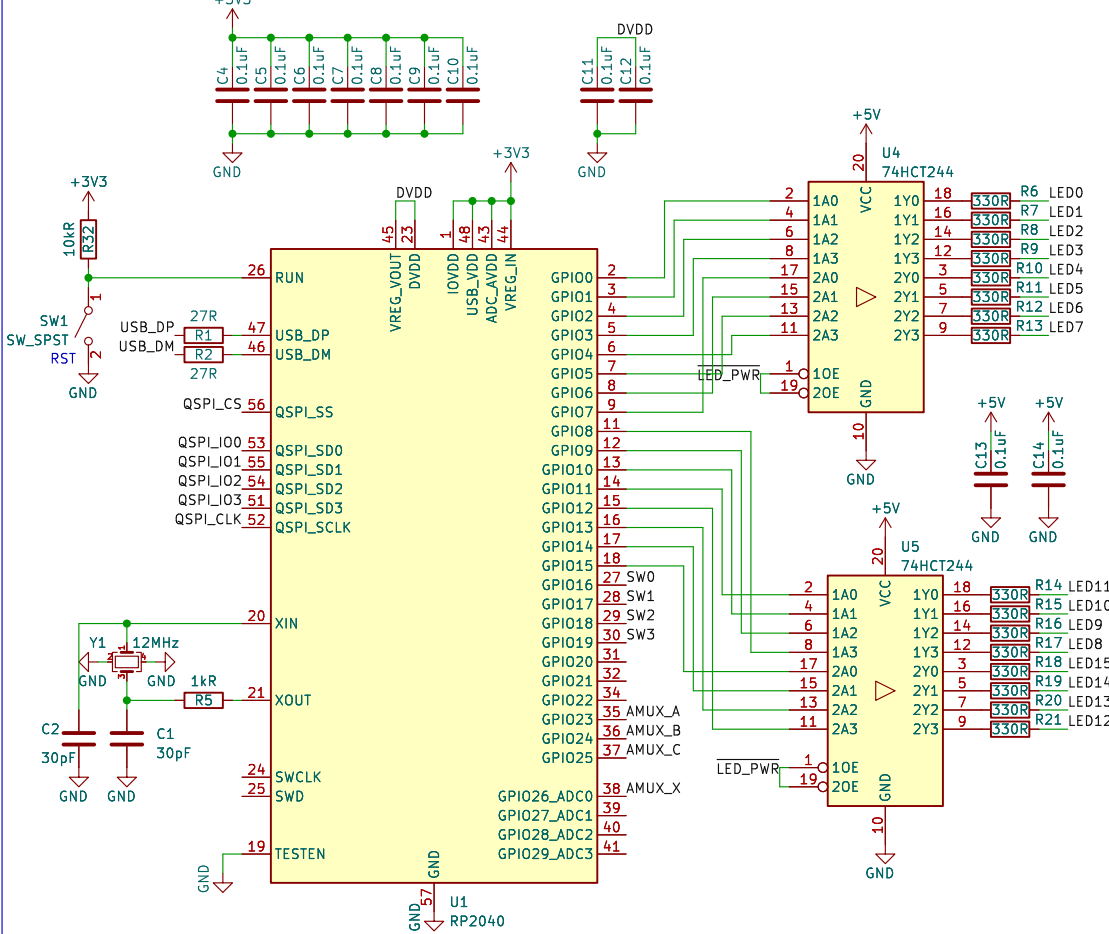 +3V3
C4 0.1uF C5 0.1uF C6 0.1uF C7 0.1uF C8 0.1uF C9 0.1uF C10 0.1uF
GND
DVDD
C11 0.1uF C12 0.1uF
GND
+3V3
10kR R32
1
SW1
SW_SPST
RST
2
GND
DVDD
+3V3
45 23 1 48 43 44
VREG_VOUT DVDD IOVDD USB_VDD ADC_AVDD VREG_IN
26 RUN
27R
USB_DP R1 47 USB_DP
USB_DM R2 46 USB_DM
27R
QSPI_CS 56 QSPI_SS
QSPI_IO0 53 QSPI_SD0
QSPI_IO1 55 QSPI_SD1
QSPI_IO2 54 QSPI_SD2
QSPI_IO3 51 QSPI_SD3
QSPI_CLK 52 QSPI_SCLK
20 XIN
Y1 12MHz
1 2 3 4
GND GND
1kR
R5 21 XOUT
C2 30pF
C1 30pF
GND GND
24 SWCLK
25 SWD
19 TESTEN
GND
GND
57
GND
U1
RP2040
GPIO0 2
GPIO1 3
GPIO2 4
GPIO3 5
GPIO4 6
GPIO5 7
GPIO6 8
GPIO7 9
GPIO8 11
GPIO9 12
GPIO10 13
GPIO11 14
GPIO12 15
GPIO13 16
GPIO14 17
GPIO15 18
GPIO16 27 SW0
GPIO17 28 SW1
GPIO18 29 SW2
GPIO19 30 SW3
GPIO20 31
GPIO21 32
GPIO22 34
GPIO23 35 AMUX_A
GPIO24 36 AMUX_B
GPIO25 37 AMUX_C
GPIO26_ADC0 38 AMUX_X
GPIO27_ADC1 39
GPIO28_ADC2 40
GPIO29_ADC3 41
+5V
20
VCC
U4
74HCT244
2 1A0 1Y0 18 330R R6 LED0
4 1A1 1Y1 16 330R R7 LED1
6 1A2 1Y2 14 330R R8 LED2
8 1A3 1Y3 12 330R R9 LED3
17 2A0 2Y0 3 330R R10 LED4
15 2A1 2Y1 5 330R R11 LED5
13 2A2 2Y2 7 330R R12 LED6
11 2A3 2Y3 9 330R R13 LED7
LED_PWR 1 1OE
19 2OE
GND
10
GND
+5V +5V
C13 0.1uF C14 0.1uF
GND GND
+5V
20
VCC
U5
74HCT244
2 1A0 1Y0 18 330R R14 LED11
4 1A1 1Y1 16 330R R15 LED10
6 1A2 1Y2 14 330R R16 LED9
8 1A3 1Y3 12 330R R17 LED8
17 2A0 2Y0 3 330R R18 LED15
15 2A1 2Y1 5 330R R19 LED14
13 2A2 2Y2 7 330R R20 LED13
11 2A3 2Y3 9 330R R21 LED12
LED_PWR 1 1OE
19 2OE
GND
10
GND